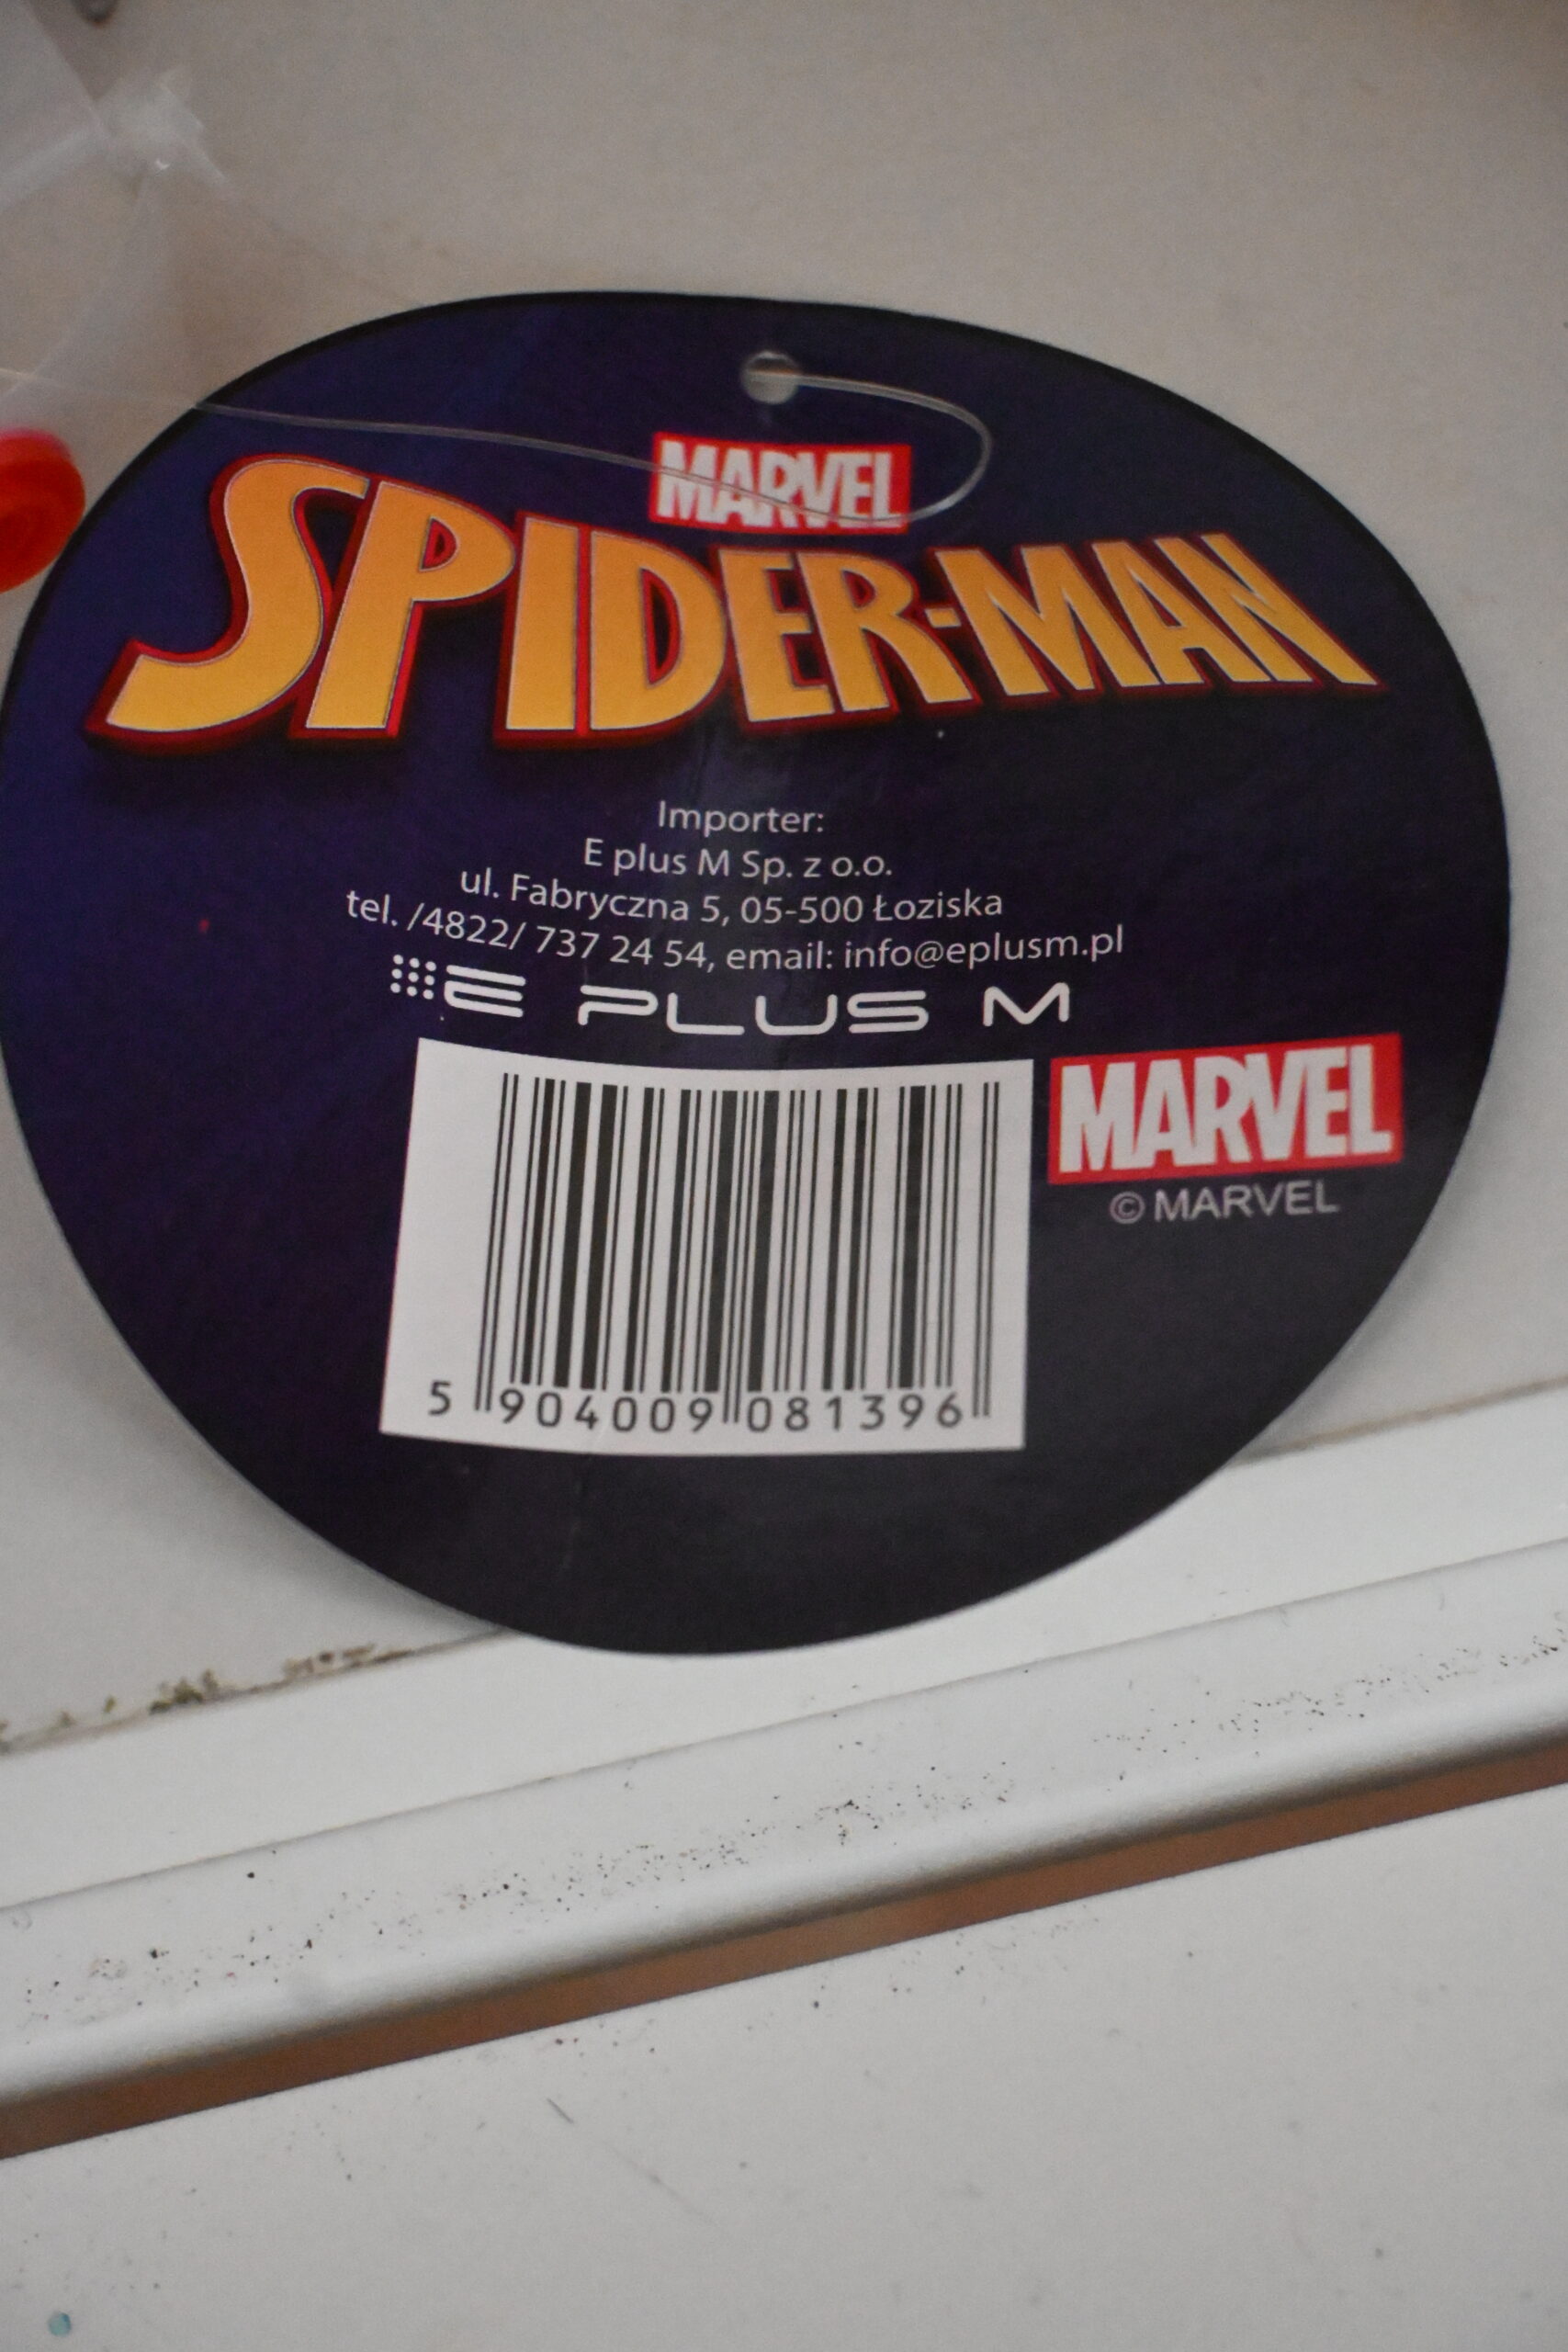 MARVEL
SPIDER-MAN
Importer:
E plus M Sp. z o.o.
ul. Fabryczna 5, 05-500 Łoziska
tel. /4822/ 737 24 54, email: info@eplusm.pl
E PLUS M
MARVEL
© MARVEL
5 904009 081396